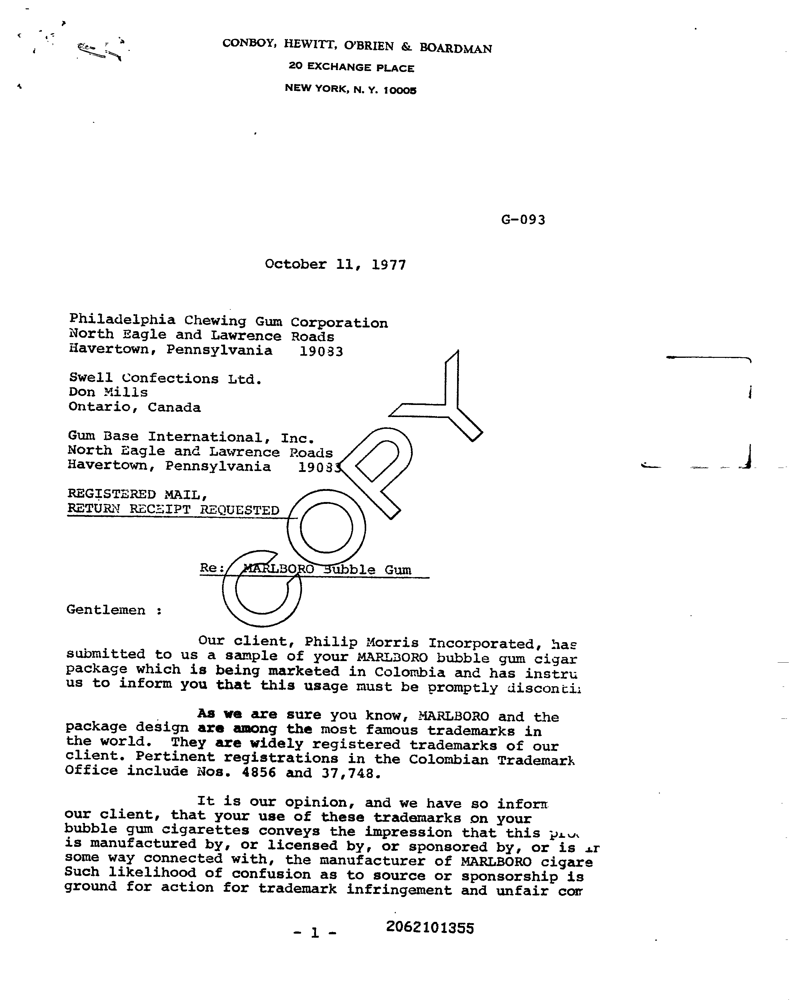 CONBOY, HEWITT, O'BRIEN & BOARDMAN
20 EXCHANGE PLACE
NEW YORK, N. Y. 10005
G-093
October 11, 1977
Philadelphia Chewing Gum Corporation
North Eagle and Lawrence Roads
Havertown, Pennsylvania 19083
Swell Confections Ltd.
Don Mills
Ontario, Canada
Gum Base International, Inc.
North Eagle and Lawrence Roads
Havertown, Pennsylvania 19083
REGISTERED MAIL,
RETURN RECEIPT REQUESTED
COPY
Re: MARLBORO Bubble Gum
Gentlemen :
Our client, Philip Morris Incorporated, has
submitted to us a sample of your MARLBORO bubble gum cigar
package which is being marketed in Colombia and has instru
us to inform you that this usage must be promptly disconti
As we are sure you know, MARLBORO and the
package design are among the most famous trademarks in
the world. They are widely registered trademarks of our
client. Pertinent registrations in the Colombian Trademark
Office include Nos. 4856 and 37,748.
It is our opinion, and we have so inform
our client, that your use of these trademarks on your
bubble gum cigarettes conveys the impression that this
is manufactured by, or licensed by, or sponsored by, or is
some way connected with, the manufacturer of MARLBORO cigare
Such likelihood of confusion as to source or sponsorship is
ground for action for trademark infringement and unfair com
- 1 -
2062101355